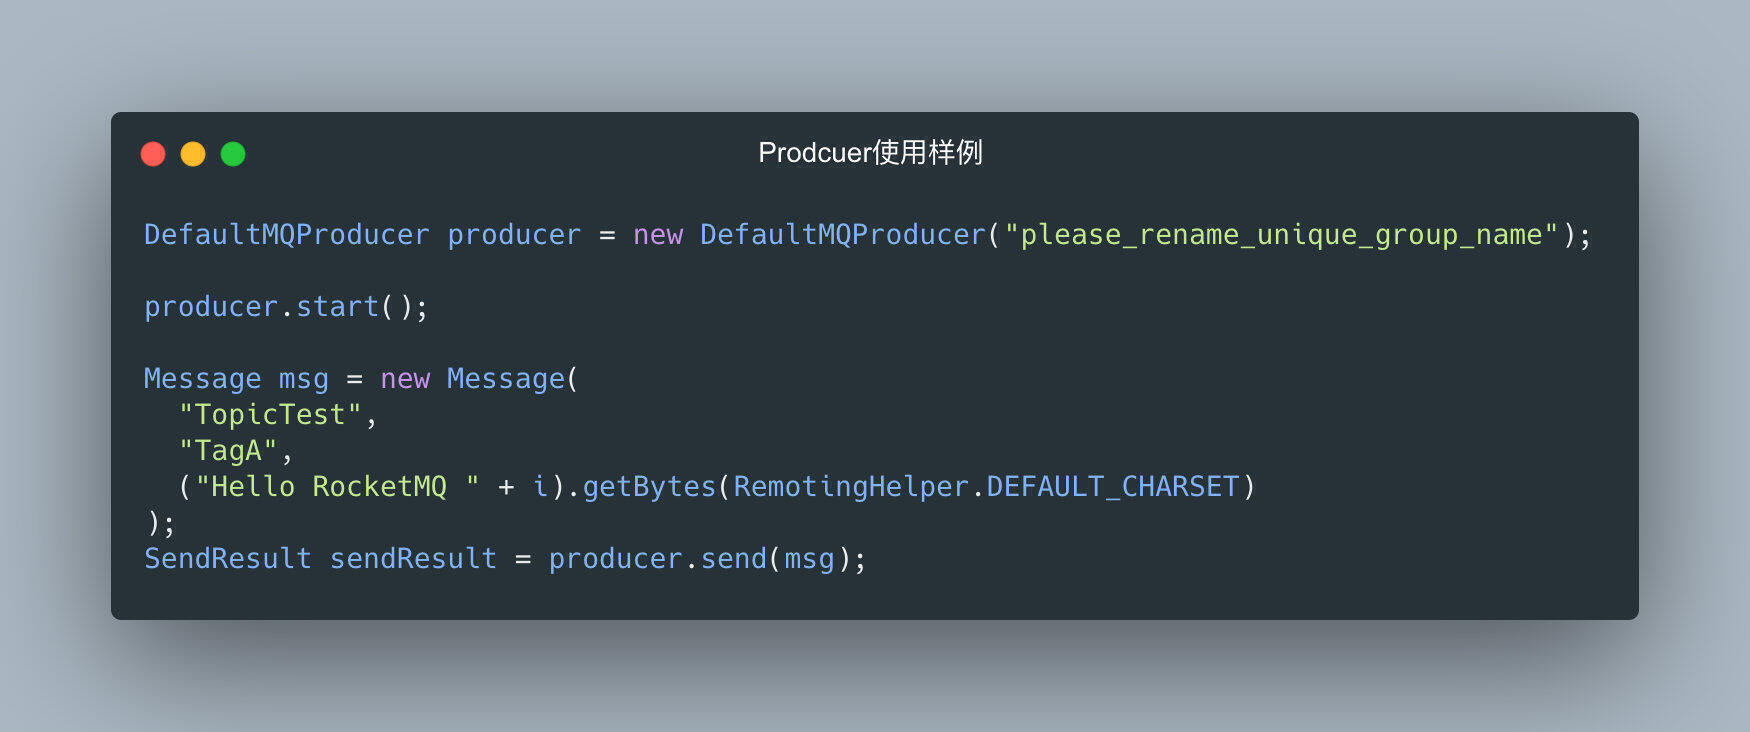 Prodcuer使用样例
DefaultMQProducer producer = new DefaultMQProducer("please_rename_unique_group_name");
producer.start();
Message msg = new Message(
"TopicTest",
"TagA",
("Hello RocketMQ " + i).getBytes(RemotingHelper.DEFAULT_CHARSET)
);
SendResult sendResult = producer.send(msg);